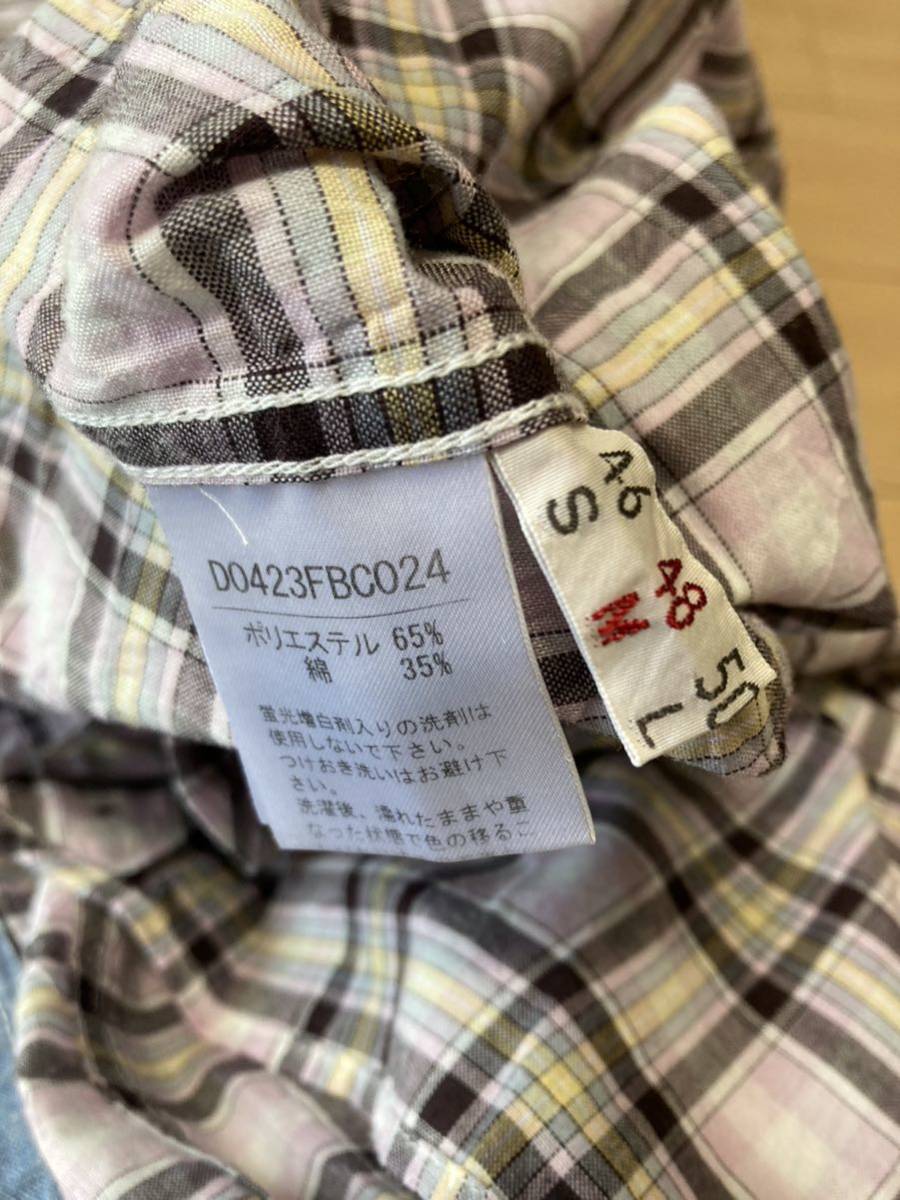 D0423FBC024
ポリエステル 65%
綿 35%
蛍光増白剤入りの洗剤は
使用しないで下さい。
つけおき洗いはお避け下
さい。
洗濯後、濡れたままや重
なった状態で色の移るこ
46 48 50
S M L